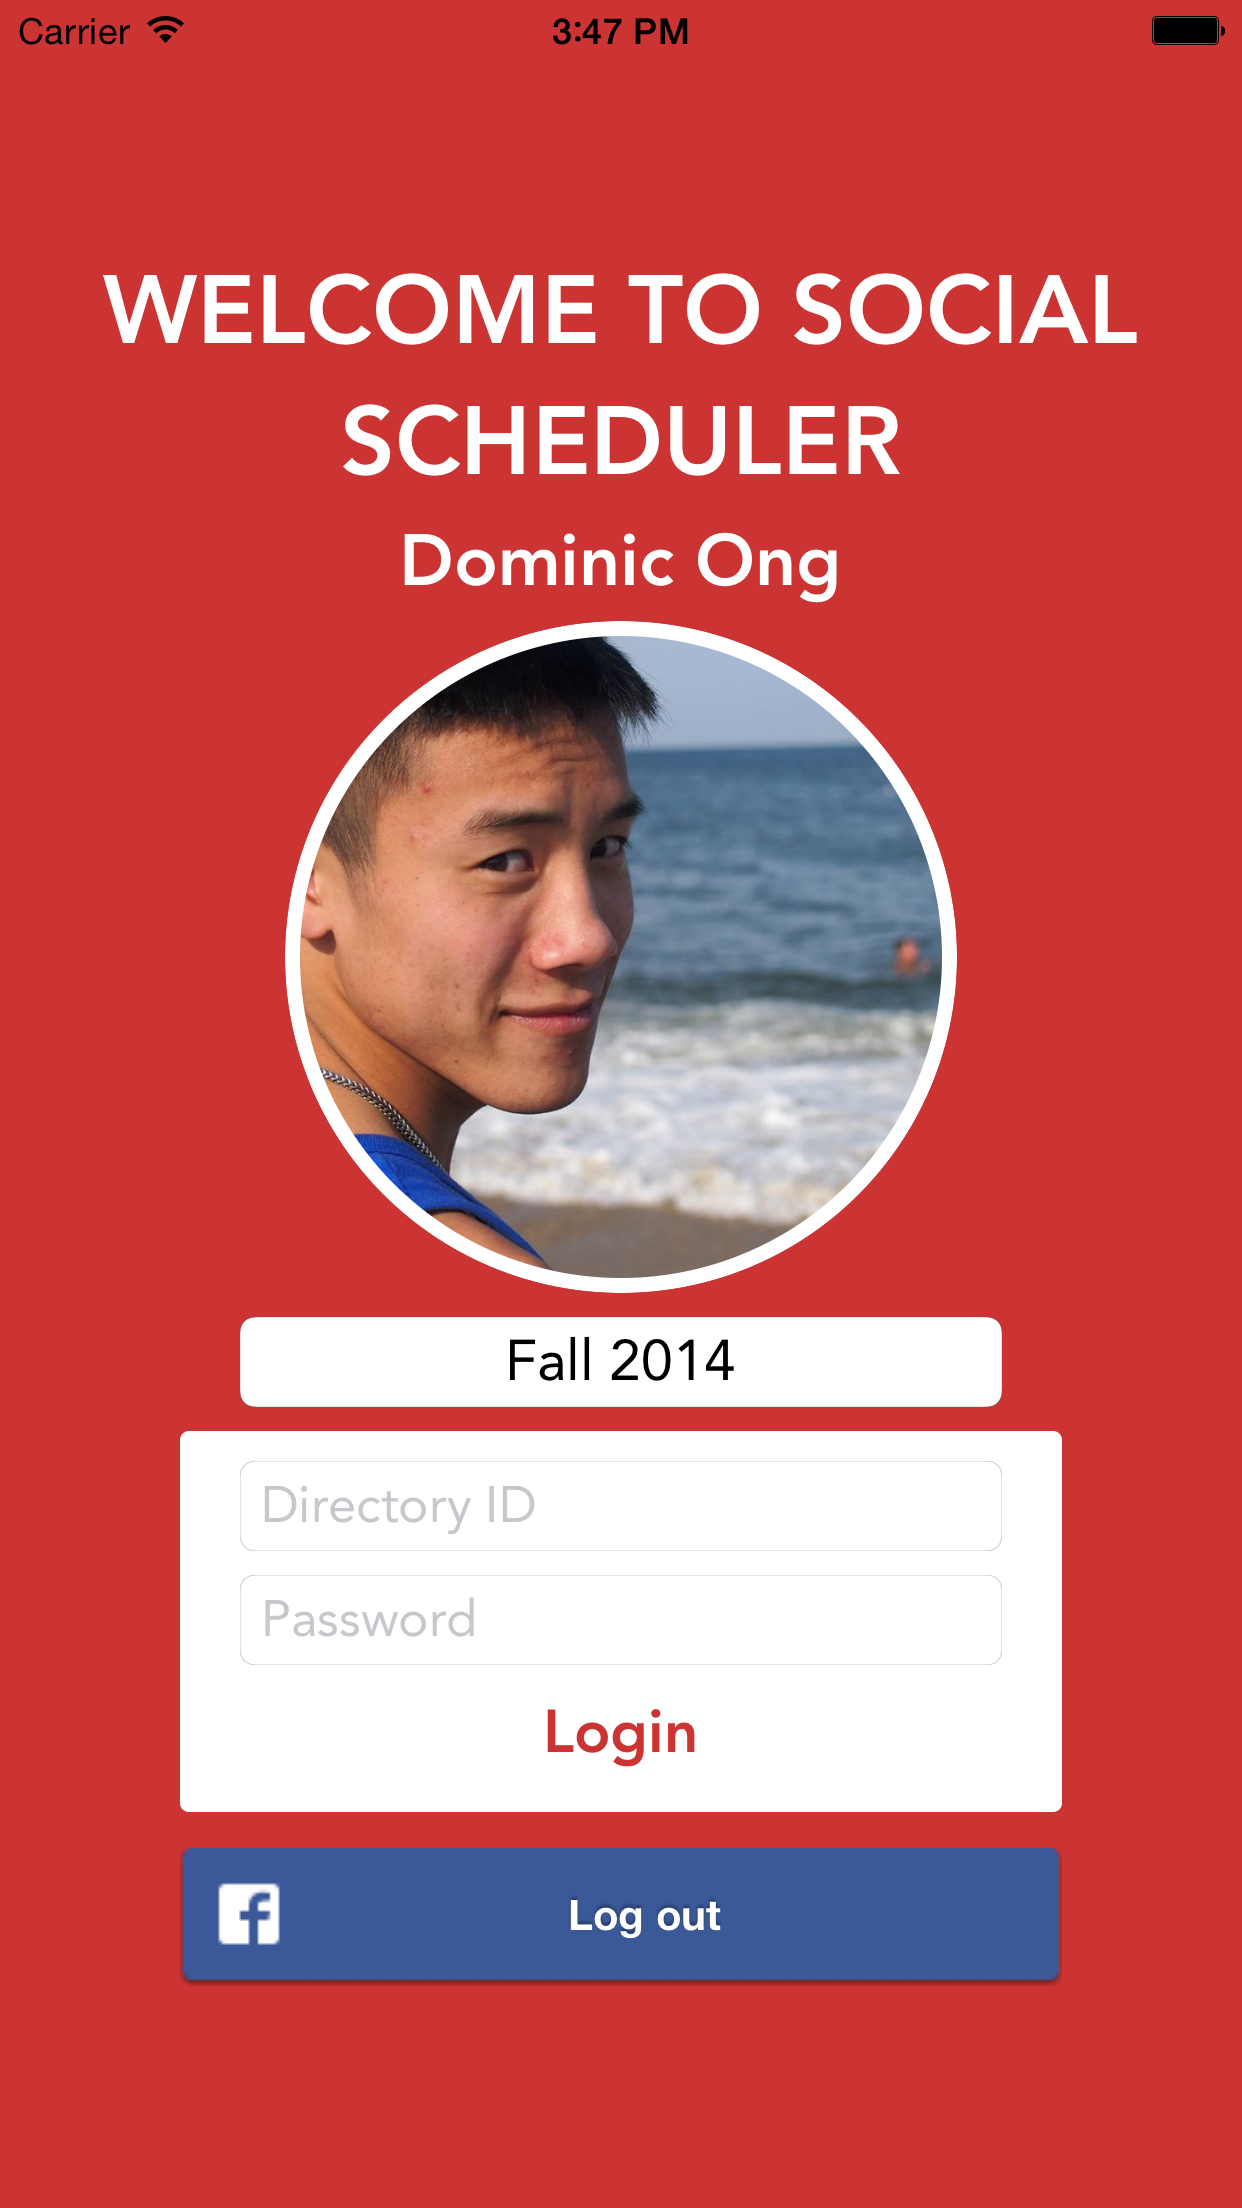 Carrier 3:47 PM
WELCOME TO SOCIAL
SCHEDULER
Dominic Ong
Fall 2014
Directory ID
Password
Login
f Log out